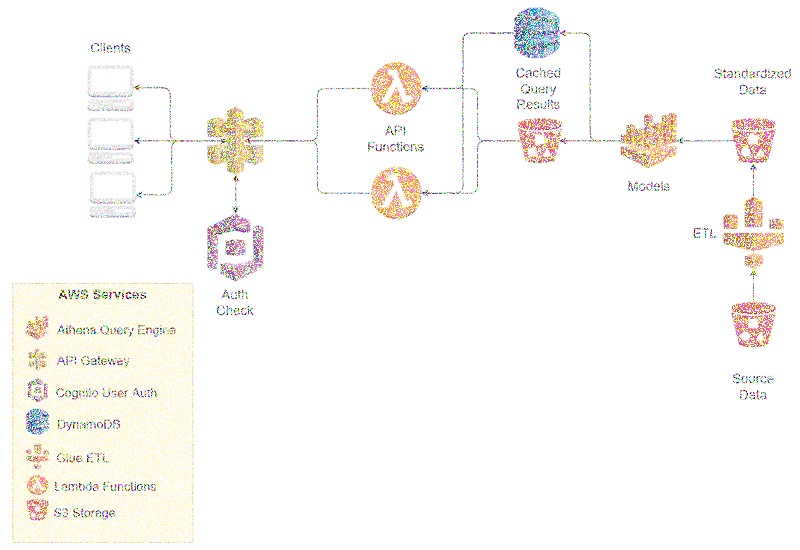 Clients
Cached
Query
Results
Standardized
Data
API
Functions
Models
ETL
Auth
Check
Source
Data
AWS Services
Athena Query Engine
API Gateway
Cognito User Auth
DynamoDS
Glue ETL
Lambda Functions
S3 Storage